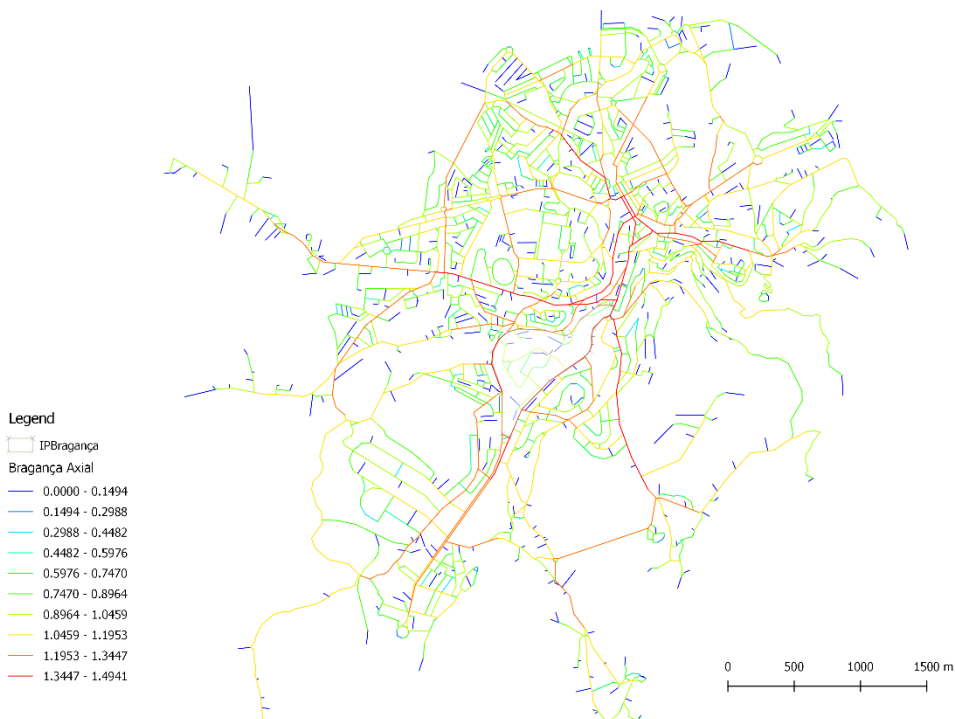 Legend
IPBragança
Bragança Axial
0.0000 - 0.1494
0.1494 - 0.2988
0.2988 - 0.4482
0.4482 - 0.5976
0.5976 - 0.7470
0.7470 - 0.8964
0.8964 - 1.0459
1.0459 - 1.1953
1.1953 - 1.3447
1.3447 - 1.4941
0 500 1000 1500 m